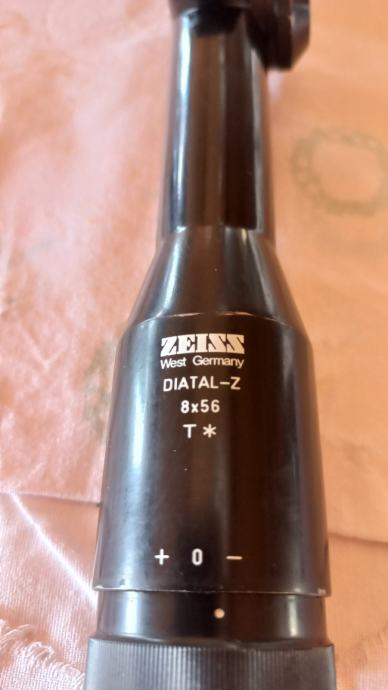 ZEISS
West Germany
DIATAL-Z
8x56
T*
+ 0 -